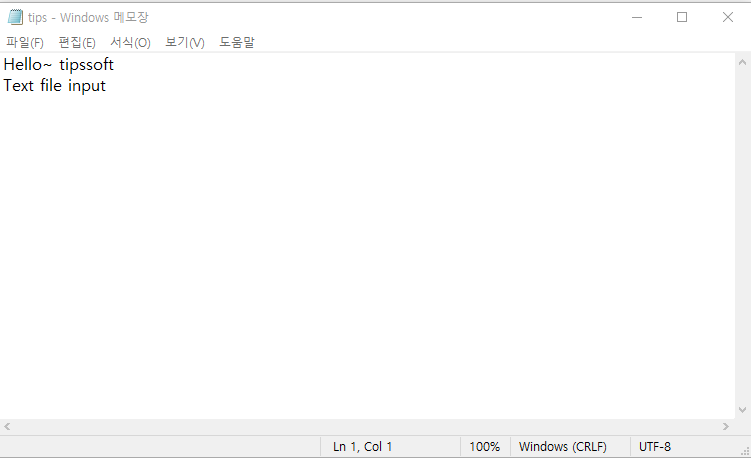 tips - Windows 메모장
파일(F) 편집(E) 서식(O) 보기(V) 도움말
Hello~ tipssoft
Text file input
Ln 1, Col 1 100% Windows (CRLF) UTF-8